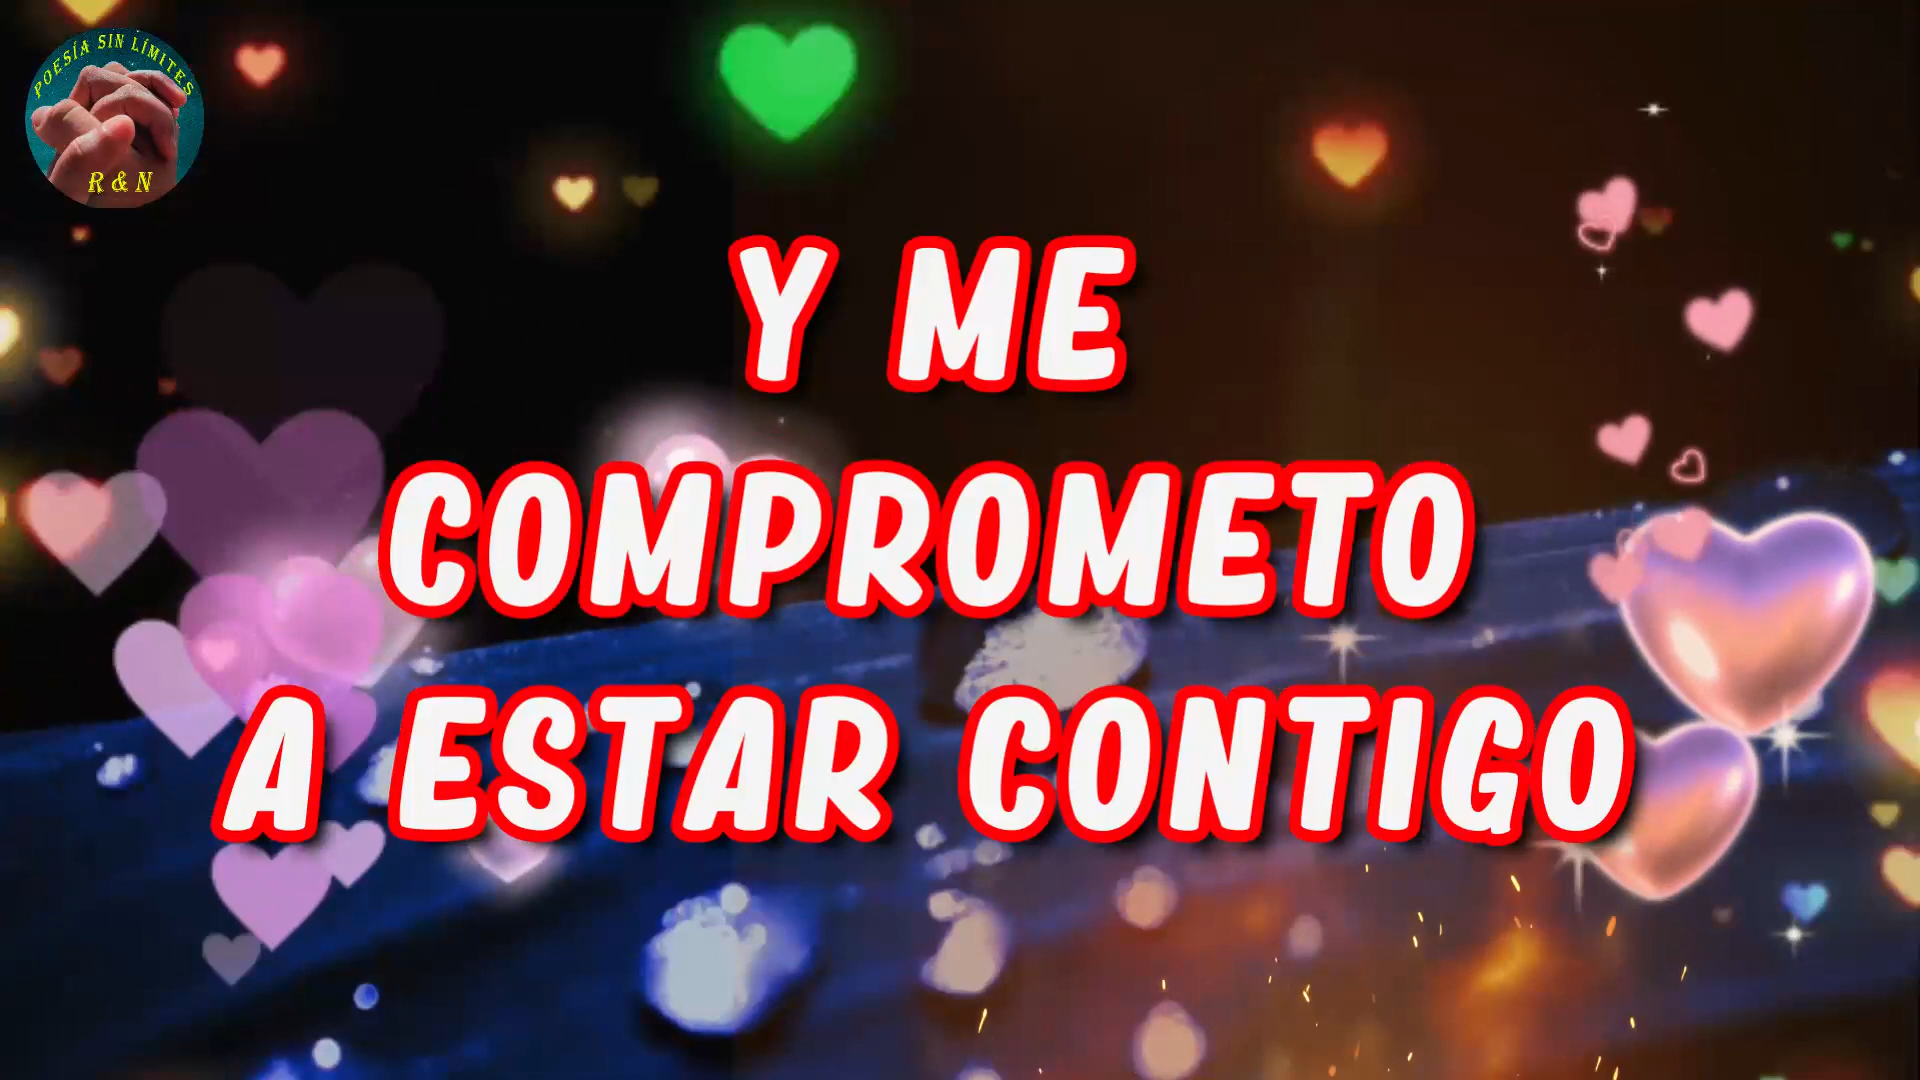 POESÍA SIN LÍMITES
R & N
Y ME
COMPROMETO
A ESTAR CONTIGO